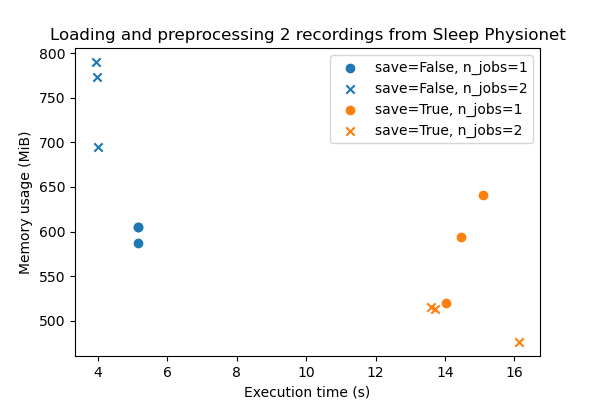 Loading and preprocessing 2 recordings from Sleep Physionet
800
750
700
650
600
550
500
Memory usage (MiB)
save=False, n_jobs=1
save=False, n_jobs=2
save=True, n_jobs=1
save=True, n_jobs=2
4 6 8 10 12 14 16
Execution time (s)